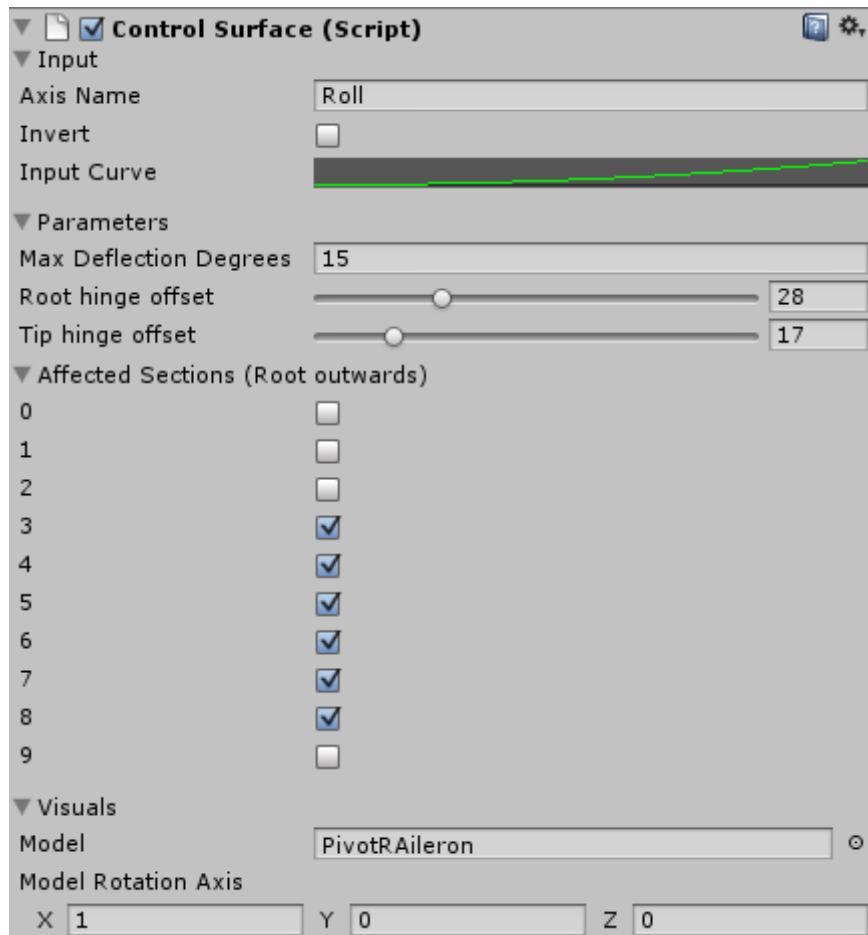 Control Surface (Script)
Input
Axis Name Roll
Invert
Input Curve
Parameters
Max Deflection Degrees 15
Root hinge offset 28
Tip hinge offset 17
Affected Sections (Root outwards)
0
1
2
3
4
5
6
7
8
9
Visuals
Model PivotRAileron
Model Rotation Axis
X 1 Y 0 Z 0